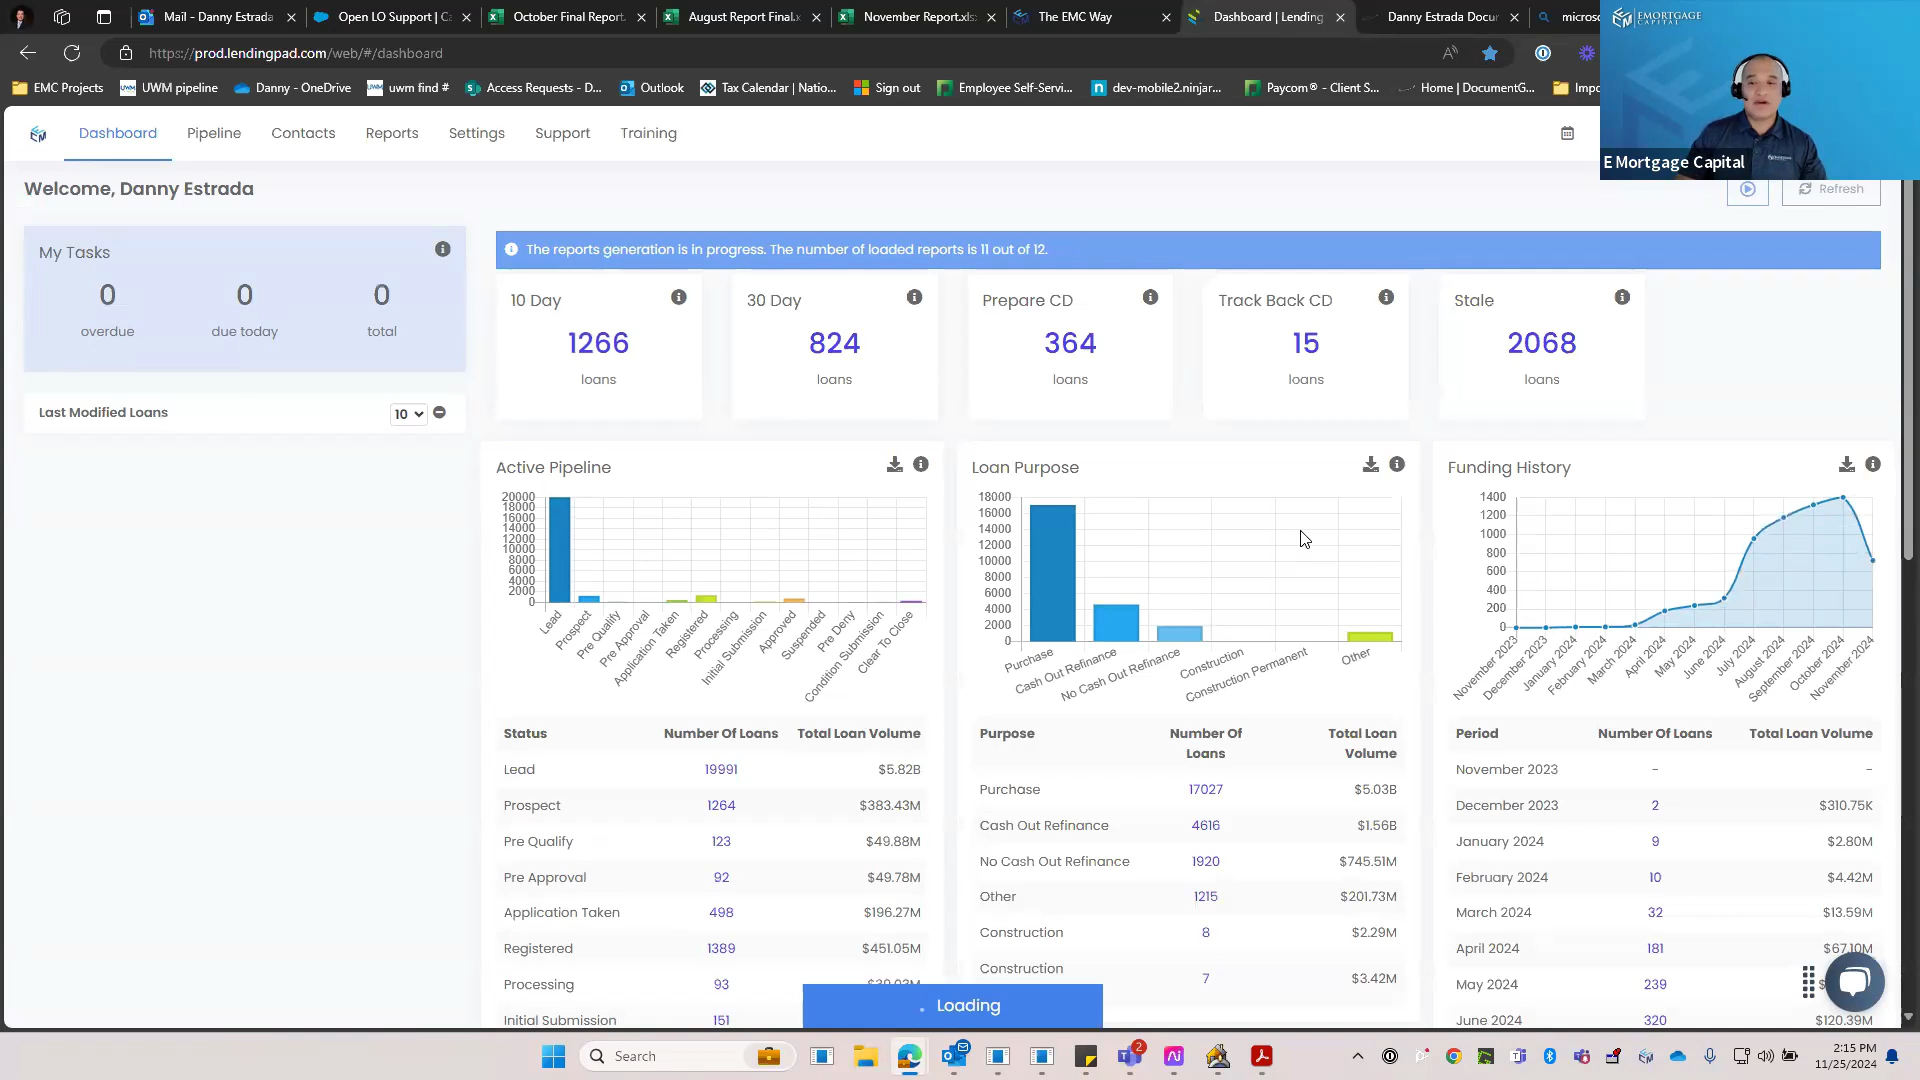 Mail - Danny Estrada
Open LO Support | Ca
October Final Report.
August Report Final.x
November Report.xls
The EMC Way
Dashboard | Lending
Danny Estrada Docu
microsc
EMORTGAGE
CAPITAL
https://prod.lendingpad.com/web/#/dashboard
EMC Projects
UWM pipeline
Danny - OneDrive
uwm find #
Access Requests - D...
Outlook
Tax Calendar | Natio...
Sign out
Employee Self-Servi...
dev-mobile2.ninjar...
Paycom® - Client S...
Home | DocumentG...
Impo
Dashboard
Pipeline
Contacts
Reports
Settings
Support
Training
E Mortgage Capital
Welcome, Danny Estrada
Refresh
My Tasks
0 0 0
overdue due today total
Last Modified Loans 10
The reports generation is in progress. The number of loaded reports is 11 out of 12.
10 Day
1266
loans
30 Day
824
loans
Prepare CD
364
loans
Track Back CD
15
loans
Stale
2068
loans
Active Pipeline
20000
18000
16000
14000
12000
10000
8000
6000
4000
2000
0
Lead
Prospect
Pre Qualify
Pre Approval
Application Taken
Registered
Processing
Initial Submission
Approved
Suspended
Pre Deny
Condition Submission
Clear To Close
Status Number Of Loans Total Loan Volume
Lead 19991 $5.82B
Prospect 1264 $383.43M
Pre Qualify 123 $49.88M
Pre Approval 92 $49.78M
Application Taken 498 $196.27M
Registered 1389 $451.05M
Processing 93
Initial Submission 151
Loan Purpose
18000
16000
14000
12000
10000
8000
6000
4000
2000
0
Purchase
Cash Out Refinance
No Cash Out Refinance
Construction
Construction Permanent
Other
Purpose Number Of Loans Total Loan Volume
Purchase 17027 $5.03B
Cash Out Refinance 4616 $1.56B
No Cash Out Refinance 1920 $745.51M
Other 1215 $201.73M
Construction 8 $2.29M
Construction 7 $3.42M
Funding History
1400
1200
1000
800
600
400
200
0
November 2023
December 2023
January 2024
February 2024
March 2024
April 2024
May 2024
June 2024
July 2024
August 2024
September 2024
October 2024
November 2024
Period Number Of Loans Total Loan Volume
November 2023 - -
December 2023 2 $310.75K
January 2024 9 $2.80M
February 2024 10 $4.42M
March 2024 32 $13.59M
April 2024 181 $67.10M
May 2024 239
June 2024 320 $120.39M
Loading
Search
2
2:15 PM
11/25/2024